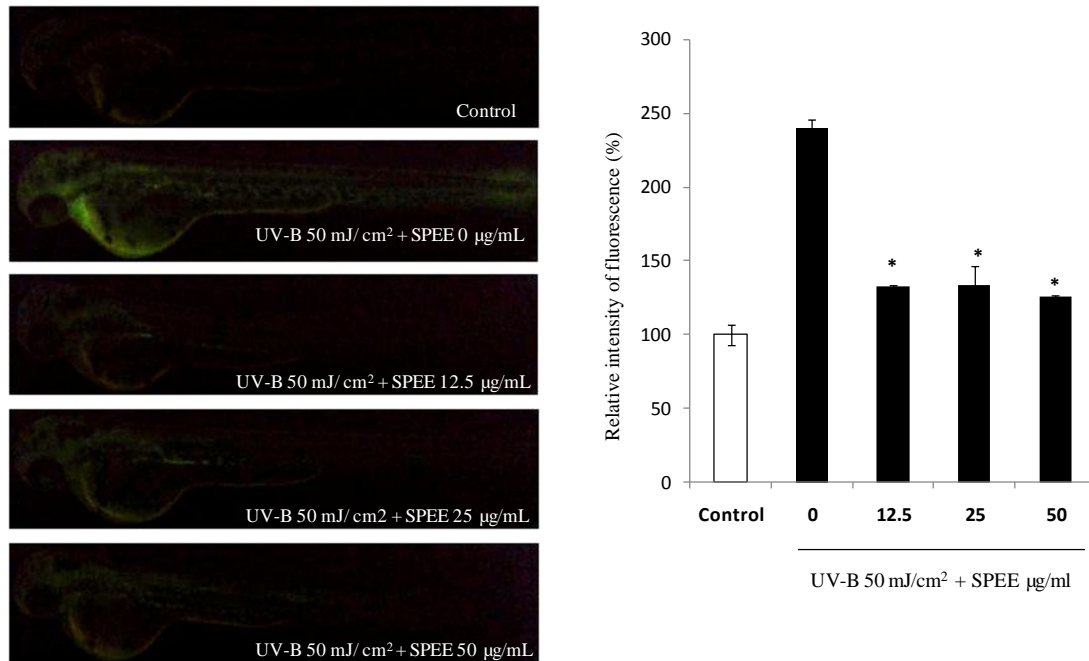 Control
UV-B 50 mJ/ cm² + SPEE 0 µg/mL
UV-B 50 mJ/ cm² + SPEE 12.5 µg/mL
UV-B 50 mJ/ cm2 + SPEE 25 µg/mL
UV-B 50 mJ/ cm² + SPEE 50 µg/mL
Relative intensity of fluorescence (%)
300
250
200
150
100
50
0
* * *
Control 0 12.5 25 50
UV-B 50 mJ/cm² + SPEE µg/ml